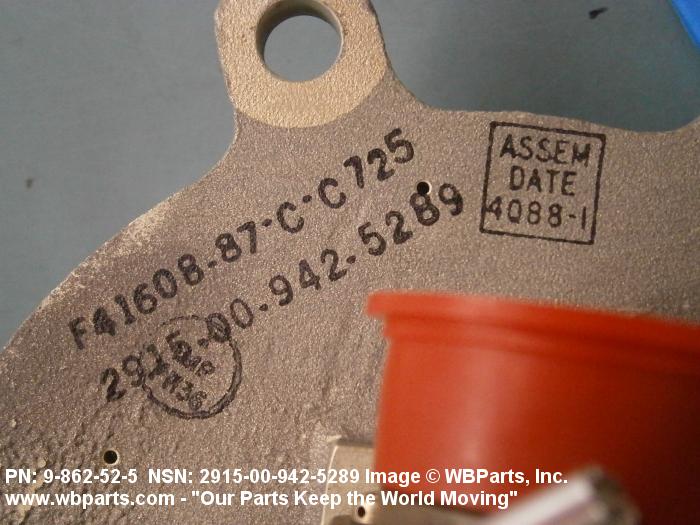 F41608-87-C-C725
2915-00-942-5289
ASSEM
DATE
4Q88-1
PN: 9-862-52-5 NSN: 2915-00-942-5289 Image © WBParts, Inc.
www.wbparts.com - "Our Parts Keep the World Moving"